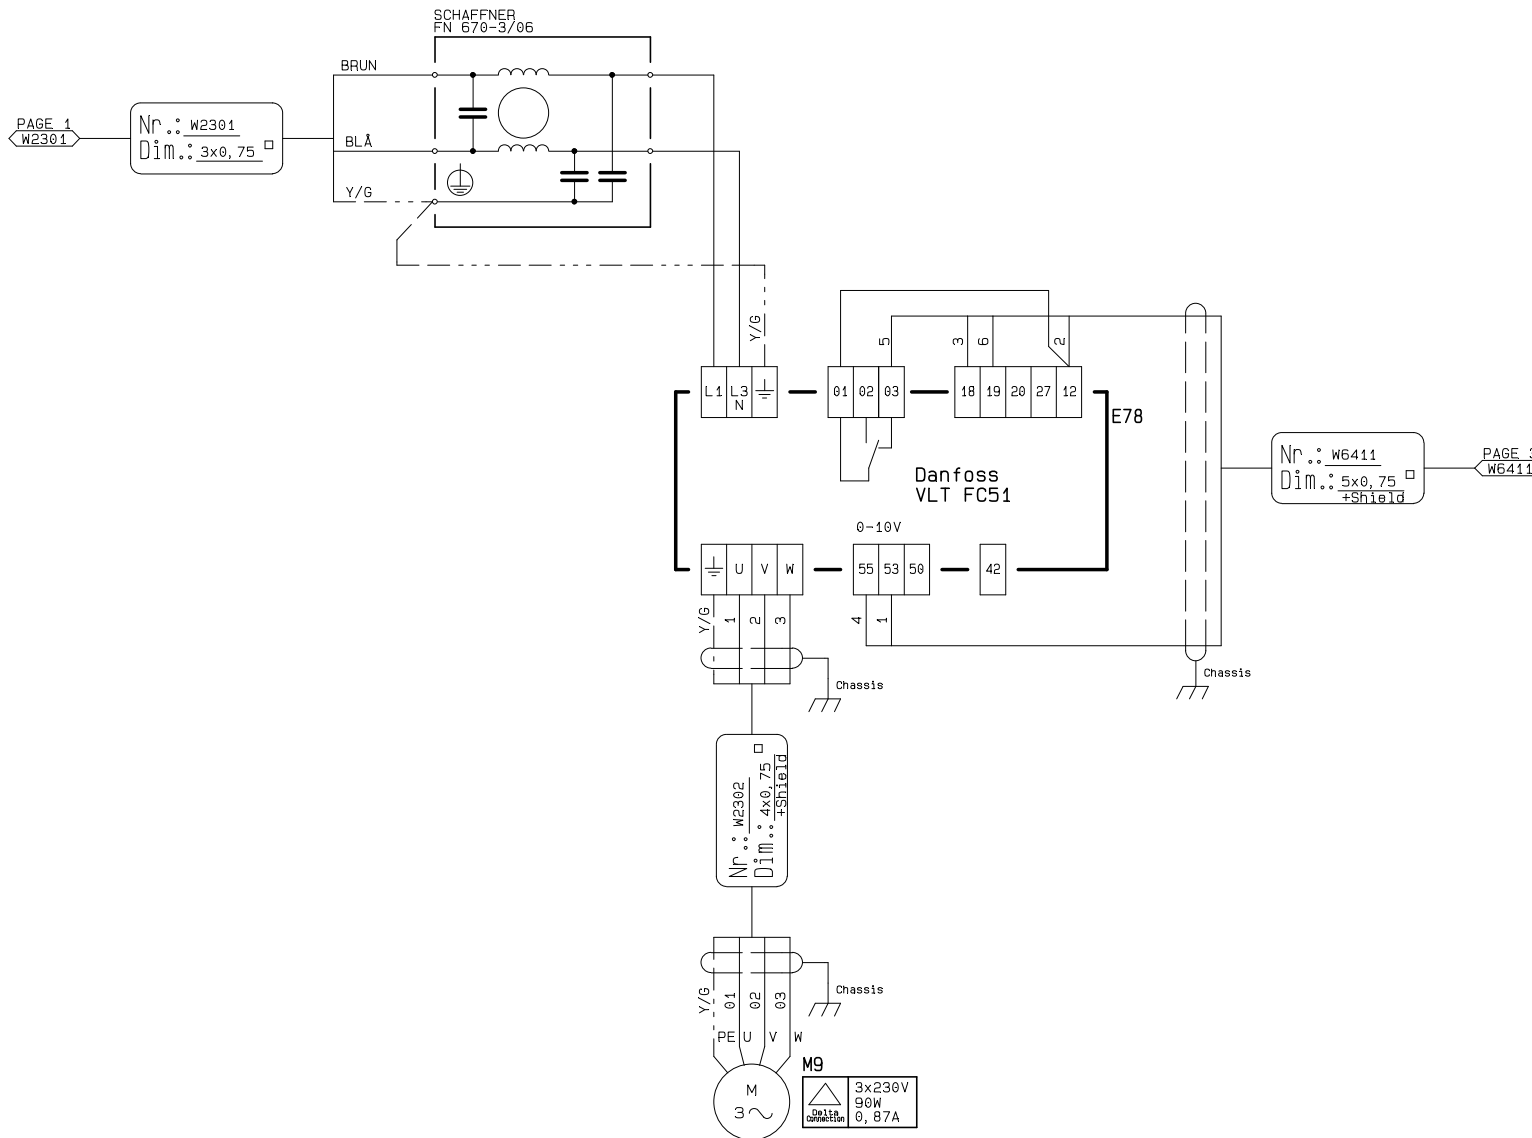 SCHAFFNER
FN 670-3/06
BRUN
PAGE 1
W2301
Nr.: W2301
Dim.: 3x0,75
BLÅ
Y/G
Y/G
5
3
6
2
L1
L3
N
01
02
03
18
19
20
27
12
E78
Danfoss
VLT FC51
Nr.: W6411
Dim.: 5x0,75
+Shield
PAGE 3
W6411
0-10V
U
V
W
55
53
50
42
Y/G
1
2
3
4
1
Chassis
Chassis
Nr.: W2302
Dim.: 4x0,75
+Shield
Chassis
Y/G
01
02
03
PE
U
V
W
M9
M
3
Delta
Connection
3x230V
90W
0,87A